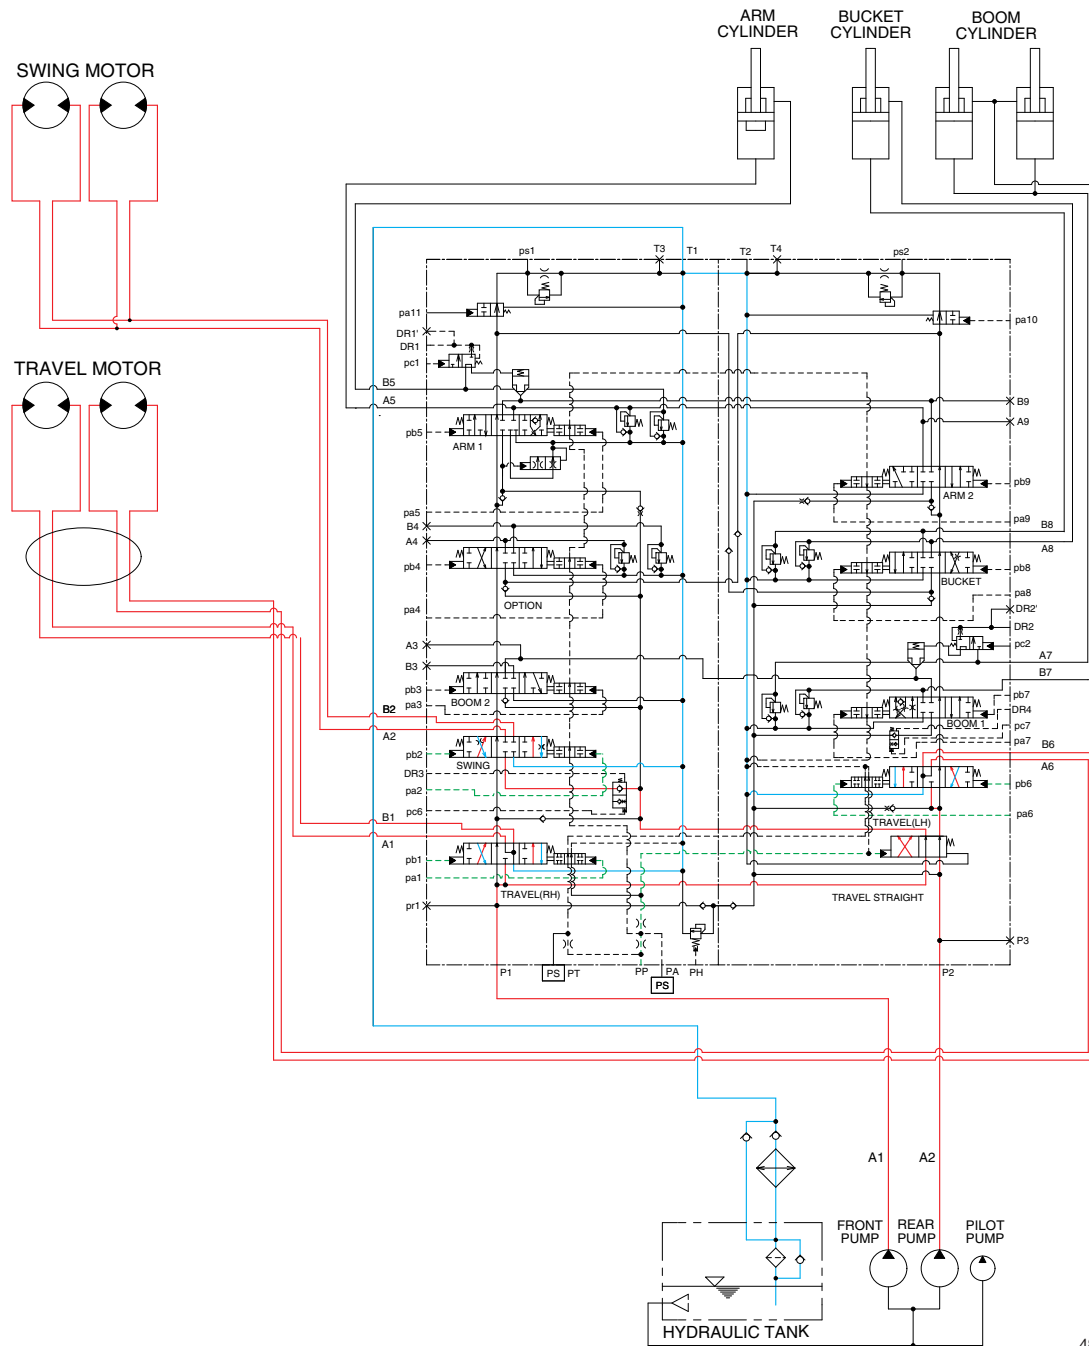 ARM
CYLINDER
BUCKET
CYLINDER
BOOM
CYLINDER
SWING MOTOR
TRAVEL MOTOR
ps1
T3
T1
T2
T4
ps2
pa11
pa10
DR1'
DR1
pc1
B5
A5
B9
A9
pb5
ARM 1
ARM 2
pb9
pa9
pa5
B4
A4
B8
A8
pb4
OPTION
BUCKET
pb8
pa8
pa4
DR2'
DR2
pc2
A3
B3
A7
B7
pb3
BOOM 2
pa3
BOOM 1
pb7
DR4
pc7
pa7
B2
A2
B6
A6
pb2
SWING
DR3
pa2
pc6
pb6
pa6
B1
A1
TRAVEL(LH)
pb1
pa1
TRAVEL(RH)
TRAVEL STRAIGHT
pr1
P3
P1
PS
PT
PP
PA
PH
PS
P2
A1
A2
FRONT
PUMP
REAR
PUMP
PILOT
PUMP
HYDRAULIC TANK